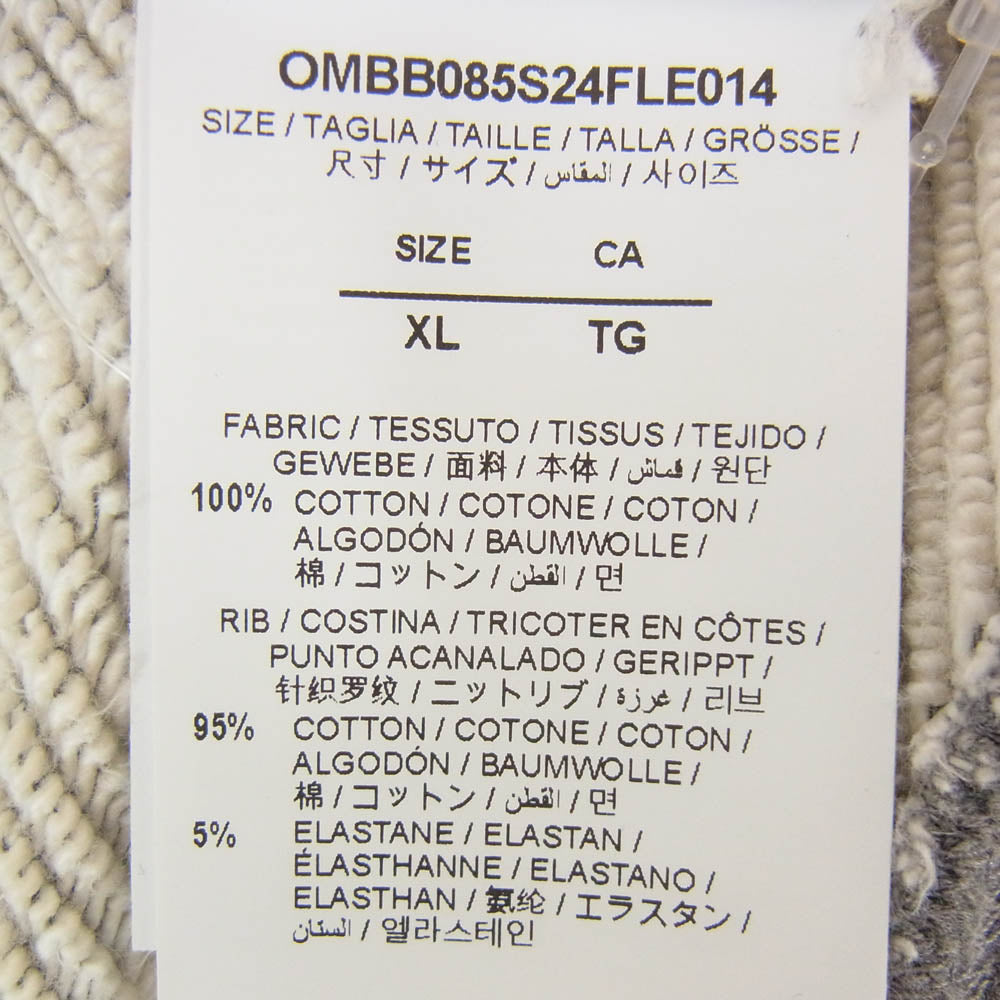 OMBB085S24FLE014
SIZE / TAGLIA / TAILLE / TALLA / GRÖSSE /
尺寸 / サイズ / المقاس / 사이즈
SIZE CA
XL TG
FABRIC / TESSUTO / TISSUS / TEJIDO /
GEWEBE / 面料 / 本体 / قماش / 원단
100% COTTON / COTONE / COTON /
ALGODÓN / BAUMWOLLE /
棉 / コットン / القطن / 면
RIB / COSTINA / TRICOTER EN CÔTES /
PUNTO ACANALADO / GERIPPT /
针织罗纹 / ニットリブ / غرزة / 리브
95% COTTON / COTONE / COTON /
ALGODÓN / BAUMWOLLE /
棉 / コットン / القطن / 면
5% ELASTANE / ELASTAN /
ÉLASTHANNE / ELASTANO /
ELASTHAN / 氨纶 / エラスタン /
الستان / 엘라스테인